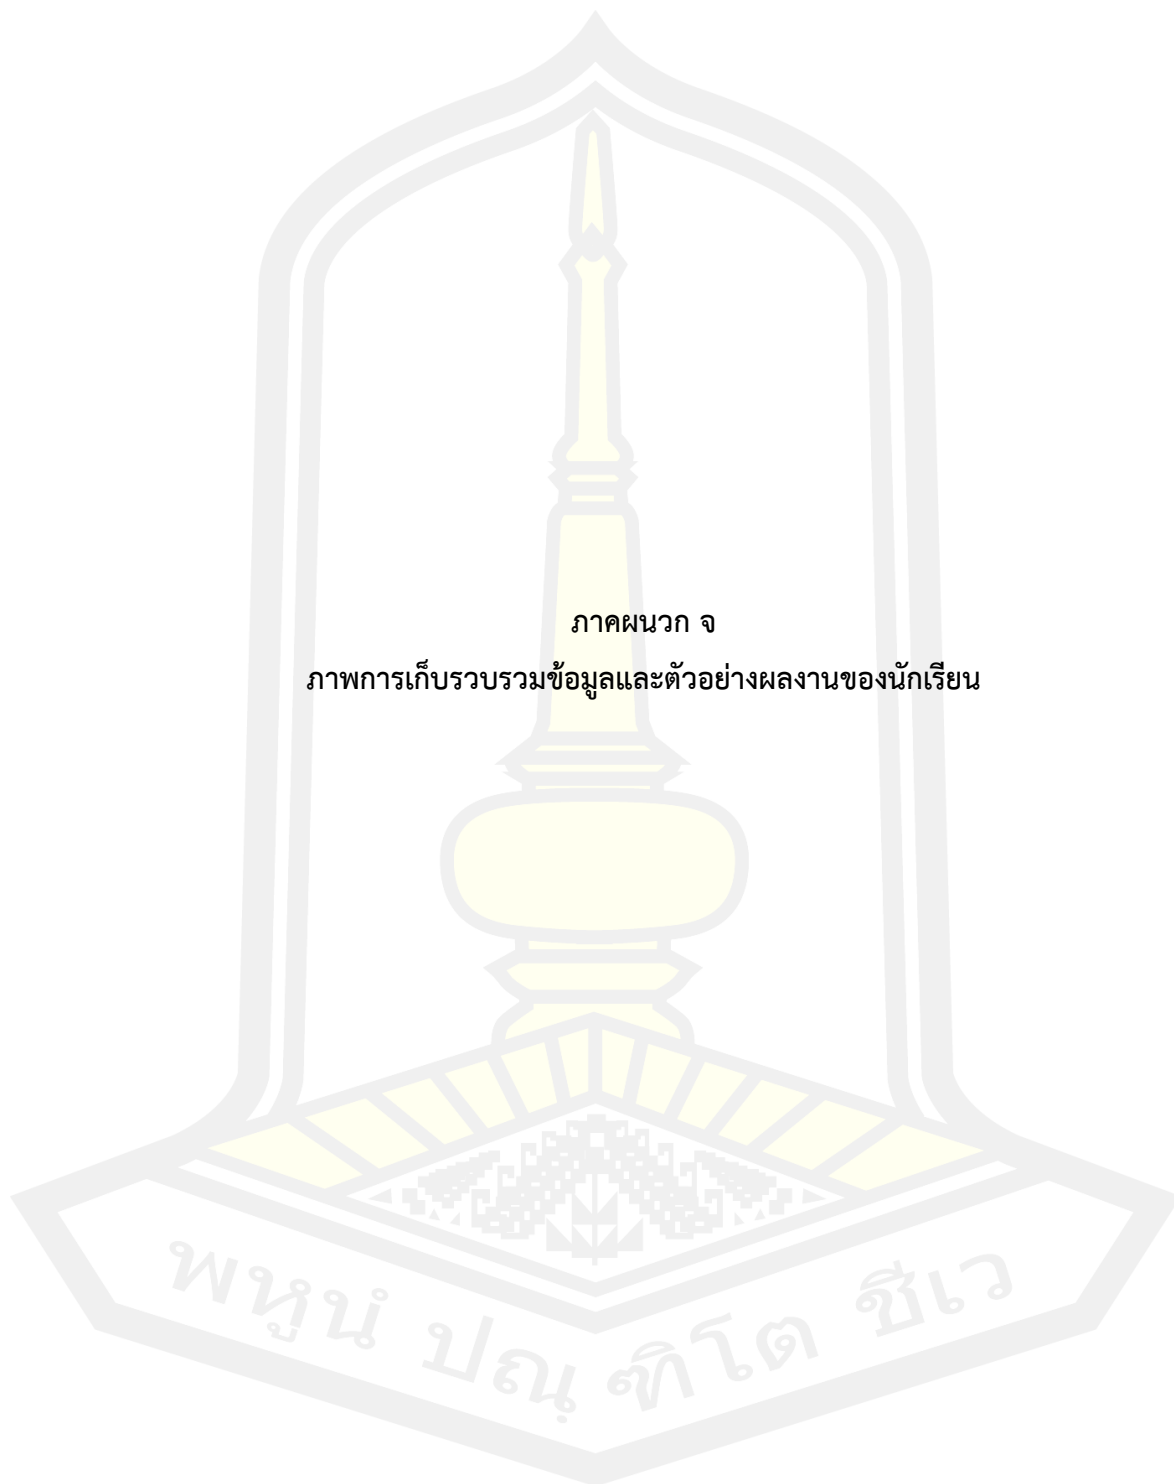 ภาคผนวก จ
ภาพการเก็บรวบรวมข้อมูลและตัวอย่างผลงานของนักเรียน
พหูนํ ปณฺฑิโต ชีเว